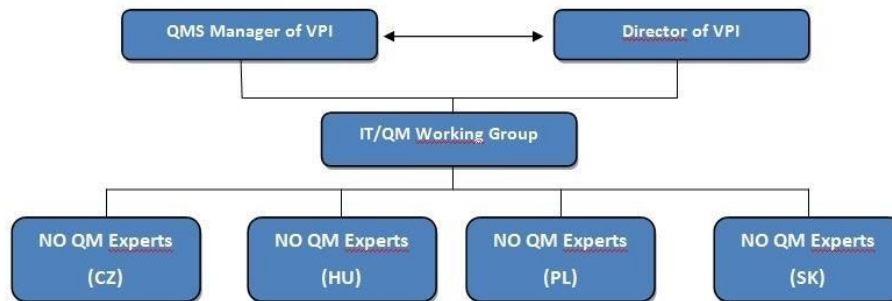 QMS Manager of VPI
Director of VPI
IT/QM Working Group
NO QM Experts
(CZ)
NO QM Experts
(HU)
NO QM Experts
(PL)
NO QM Experts
(SK)